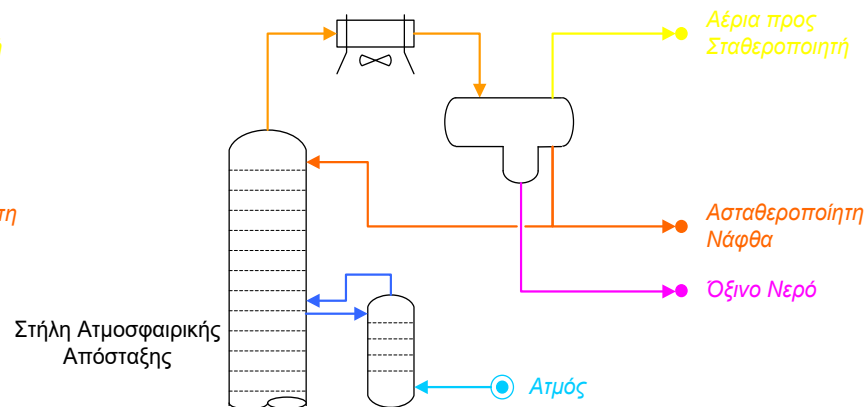 Αέρια προς
Σταθεροποιητή
Ασταθεροποίητη
Νάφθα
Όξινο Νερό
Στήλη Ατμοσφαιρικής
Απόσταξης
Ατμός